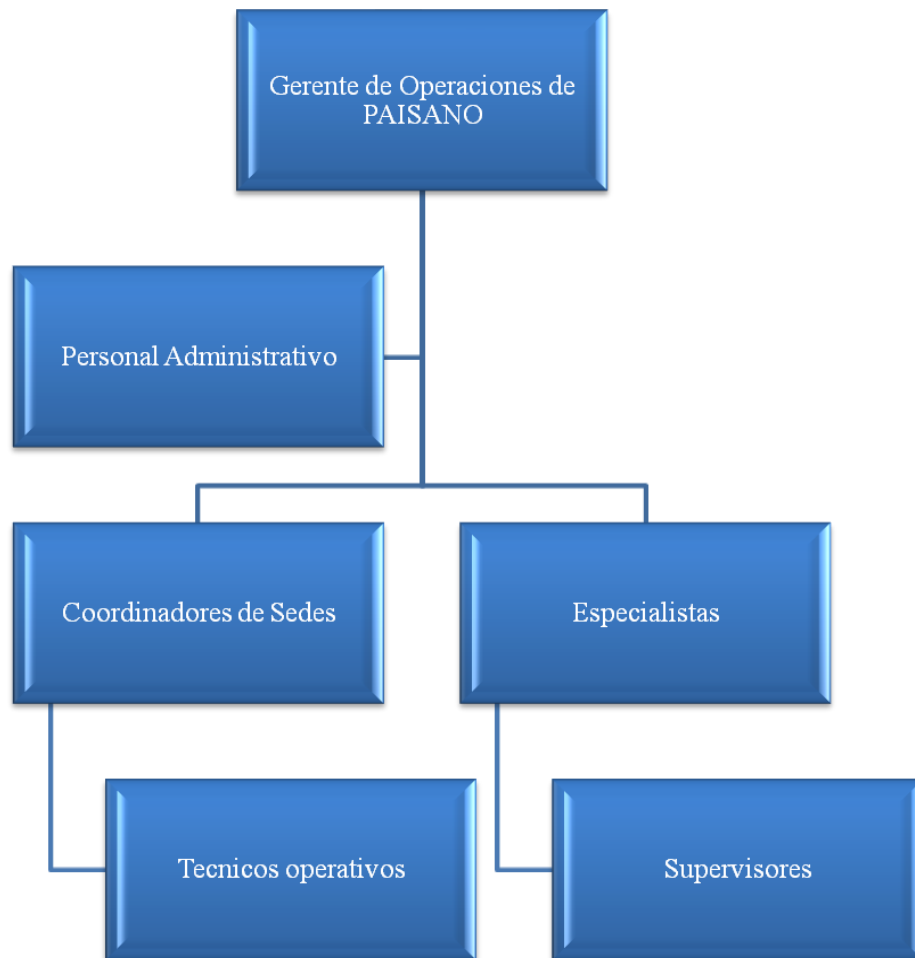 Gerente de Operaciones de
PAISANO
Personal Administrativo
Coordinadores de Sedes
Especialistas
Tecnicos operativos
Supervisores